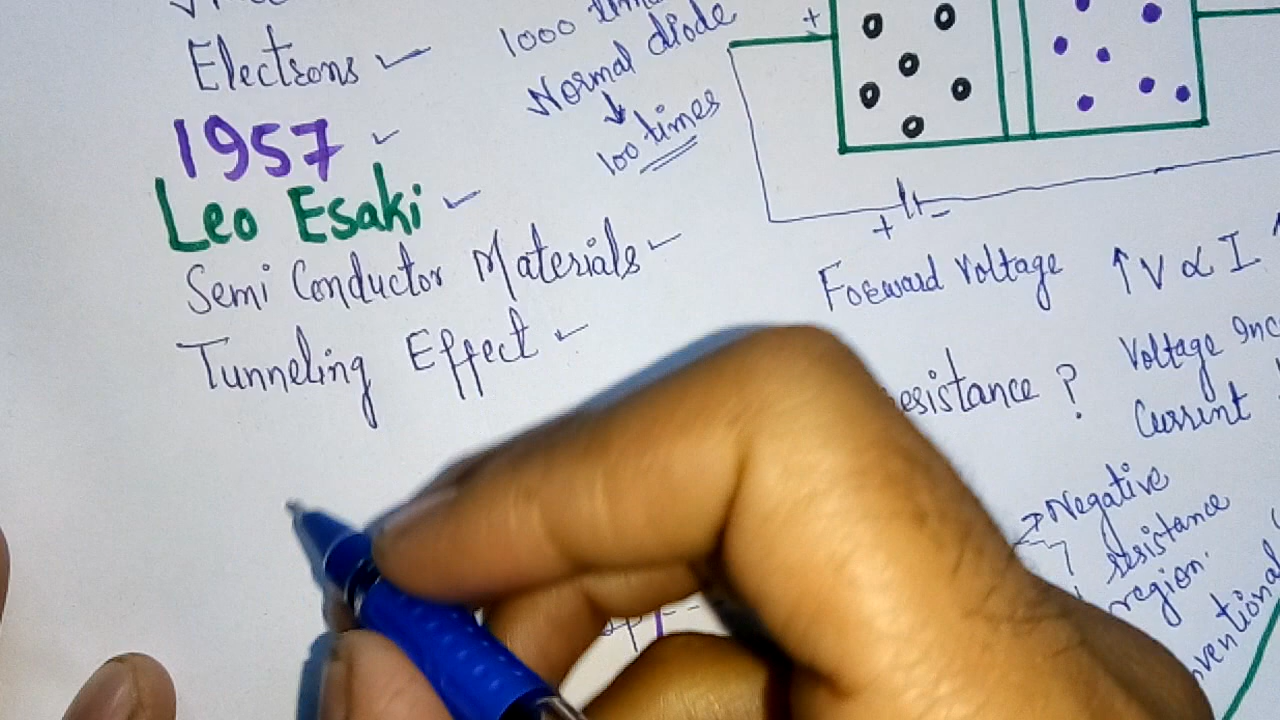 Electrons
1957
Leo Esaki
Semi Conductor Materials
Tunneling Effect
1000
Normal diode
100 times
+
+ -
Forward Voltage ↑V ∝ I
esistance ?
Voltage Inc
Current
Negative
resistance
region.